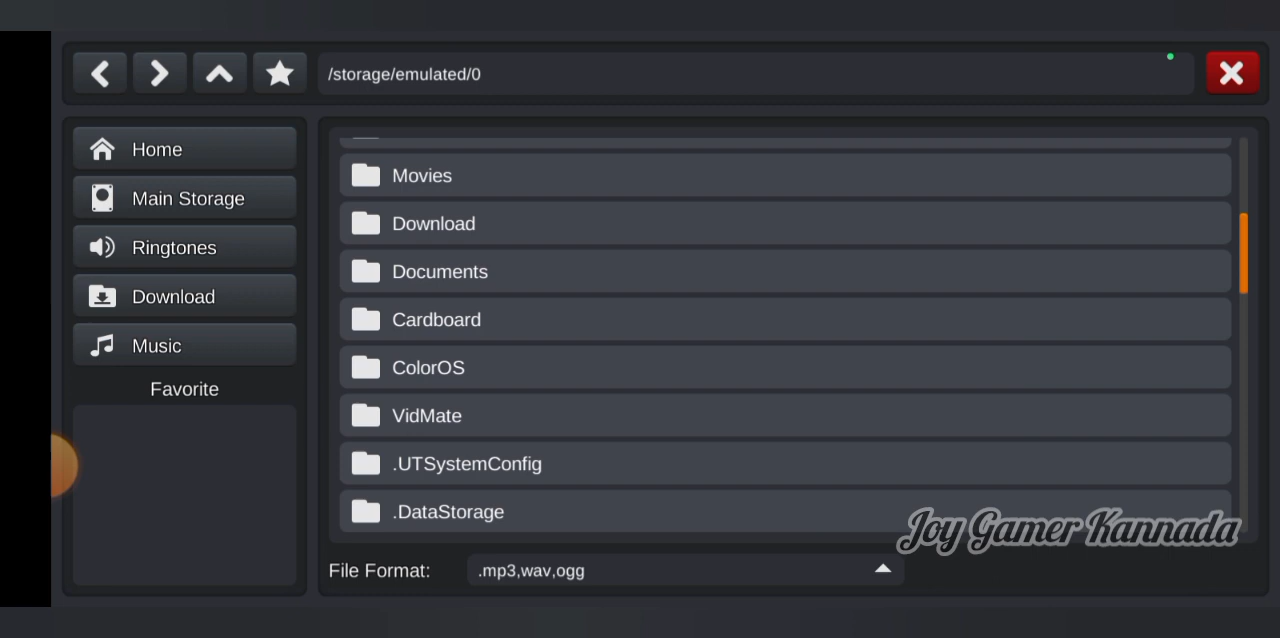 /storage/emulated/0
Home
Main Storage
Ringtones
Download
Music
Favorite
Movies
Download
Documents
Cardboard
ColorOS
VidMate
.UTSystemConfig
.DataStorage
Joy Gamer Kannada
File Format:
.mp3,wav,ogg